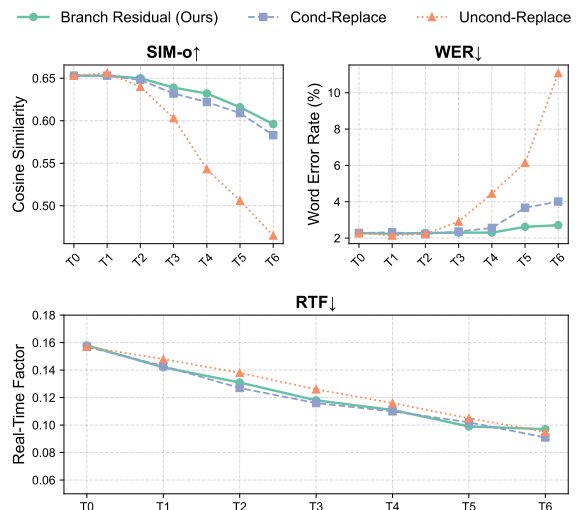 Branch Residual (Ours) Cond-Replace Uncond-Replace
SIM-o↑
Cosine Similarity
0.65
0.60
0.55
0.50
T0 T1 T2 T3 T4 T5 T6
WER↓
Word Error Rate (%)
10
8
6
4
2
T0 T1 T2 T3 T4 T5 T6
RTF↓
Real-Time Factor
0.18
0.16
0.14
0.12
0.10
0.08
0.06
T0 T1 T2 T3 T4 T5 T6